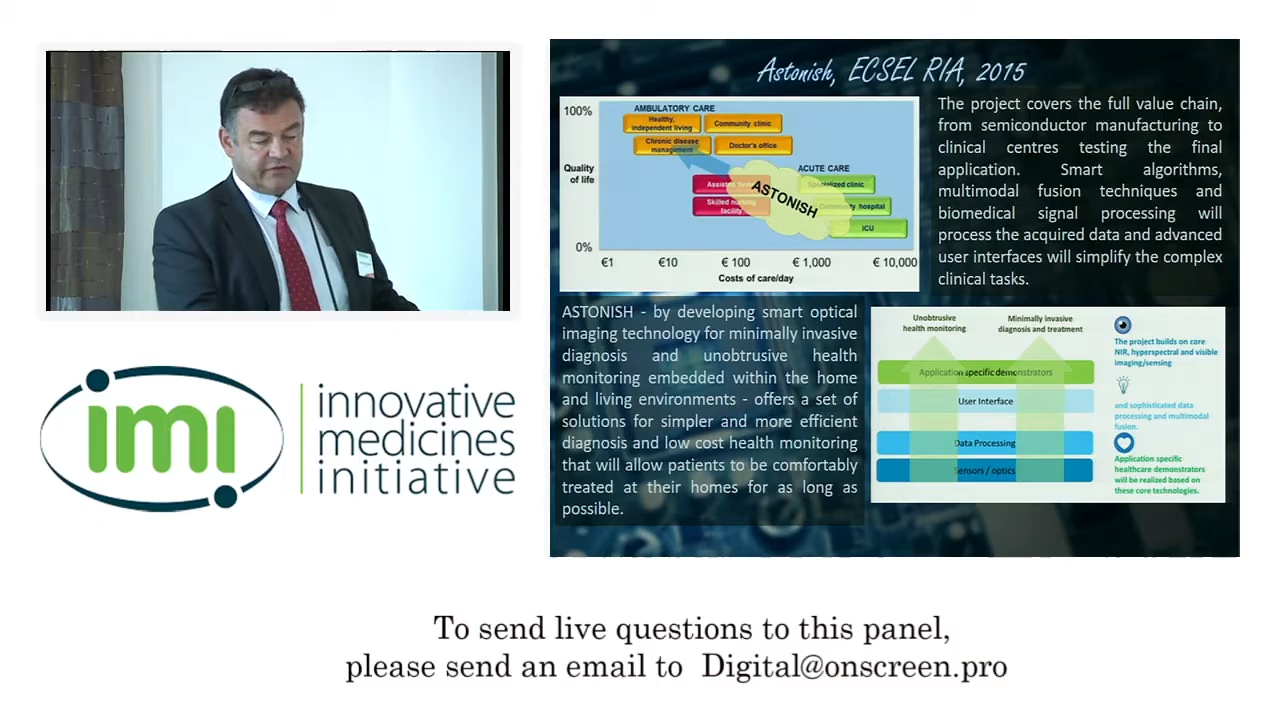 Astonish, ECSEL RIA, 2015
100%
Quality
of life
0%
AMBULATORY CARE
Healthy,
independent living
Community clinic
Chronic disease
management
Doctor's office
ACUTE CARE
Specialized clinic
Skilled nursing
facility
hospital
ICU
ASTONISH
€1
€10
€ 100
€ 1,000
€ 10,000
Costs of care/day
The project covers the full value chain,
from semiconductor manufacturing to
clinical centres testing the final
application. Smart algorithms,
multimodal fusion techniques and
biomedical signal processing will
process the acquired data and advanced
user interfaces will simplify the complex
clinical tasks.
ASTONISH - by developing smart optical
imaging technology for minimally invasive
diagnosis and unobtrusive health
monitoring embedded within the home
and living environments - offers a set of
solutions for simpler and more efficient
diagnosis and low cost health monitoring
that will allow patients to be comfortably
treated at their homes for as long as
possible.
Unobtrusive
health monitoring
Minimally invasive
diagnosis and treatment
Application specific demonstrators
User Interface
Data Processing
Sensors / optics
The project builds on core
NIR, hyperspectral and visible
imaging/sensing
and sophisticated data
processing and multimodal
fusion.
Application specific
healthcare demonstrators
will be realized based on
these core technologies.
imi
innovative
medicines
initiative
To send live questions to this panel,
please send an email to Digital@onscreen.pro